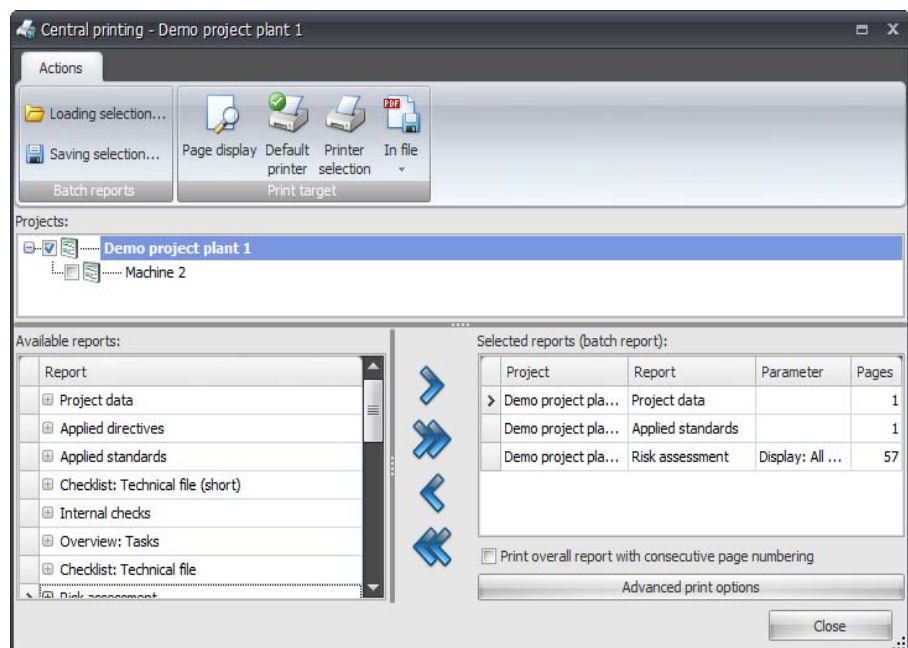 Central printing - Demo project plant 1
Actions
Loading selection...
Saving selection...
Batch reports
Page display
Default printer
Printer selection
PDF
In file
Print target
Projects:
Demo project plant 1
Machine 2
Available reports:
Report
Project data
Applied directives
Applied standards
Checklist: Technical file (short)
Internal checks
Overview: Tasks
Checklist: Technical file
Risk assessment
Selected reports (batch report):
Project Report Parameter Pages
Demo project pla... Project data 1
Demo project pla... Applied standards 1
Demo project pla... Risk assessment Display: All ... 57
Print overall report with consecutive page numbering
Advanced print options
Close